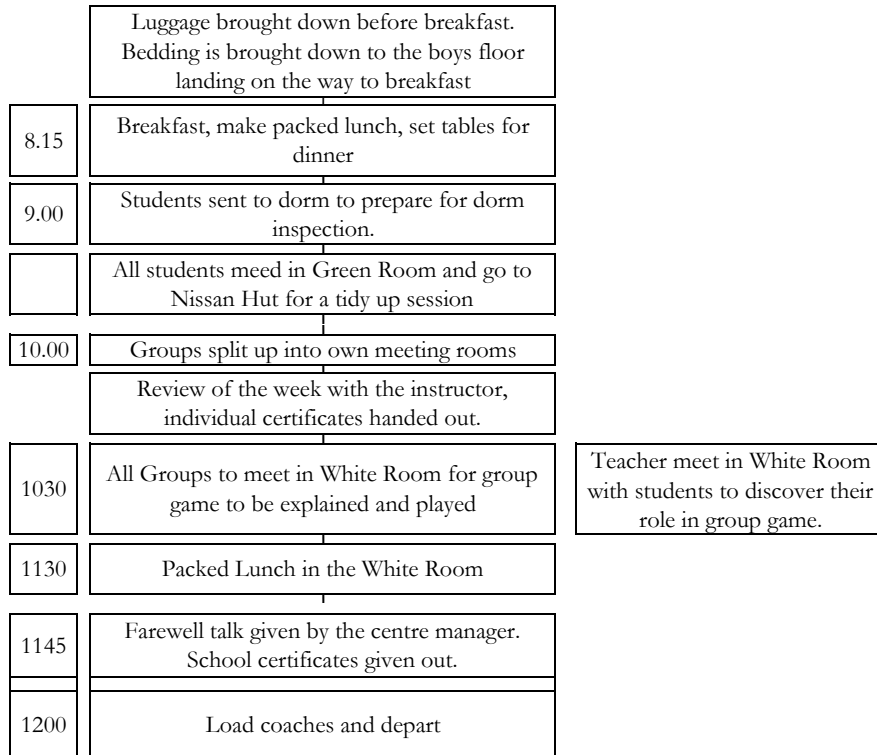 Luggage brought down before breakfast.
Bedding is brought down to the boys floor
landing on the way to breakfast
8.15
Breakfast, make packed lunch, set tables for
dinner
9.00
Students sent to dorm to prepare for dorm
inspection.
All students meed in Green Room and go to
Nissan Hut for a tidy up session
10.00
Groups split up into own meeting rooms
Review of the week with the instructor,
individual certificates handed out.
1030
All Groups to meet in White Room for group
game to be explained and played
Teacher meet in White Room
with students to discover their
role in group game.
1130
Packed Lunch in the White Room
1145
Farewell talk given by the centre manager.
School certificates given out.
1200
Load coaches and depart